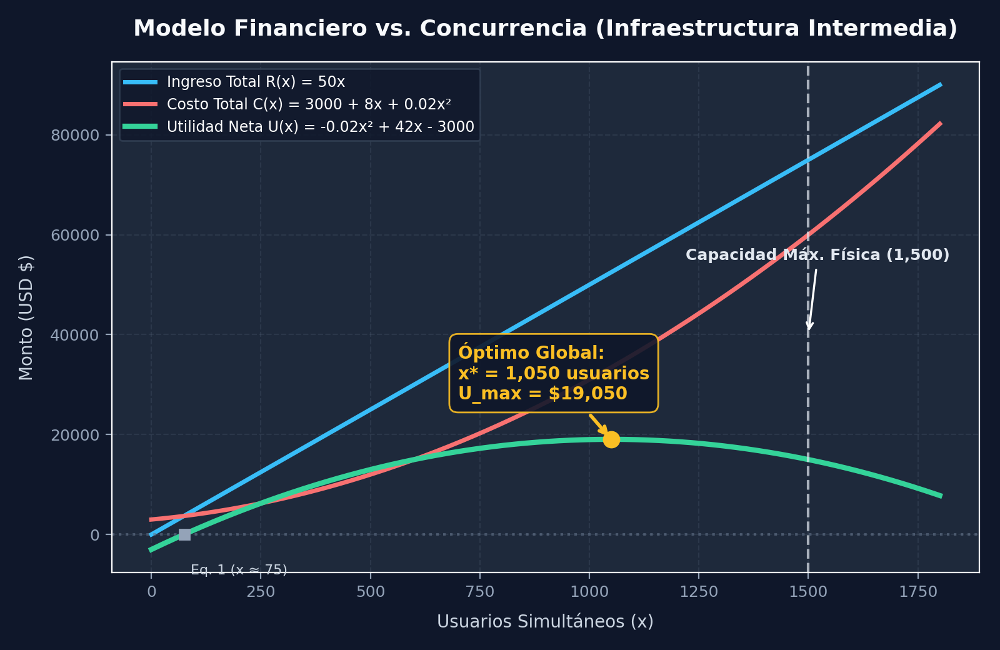 Modelo Financiero vs. Concurrencia (Infraestructura Intermedia)
Ingreso Total R(x) = 50x
Costo Total C(x) = 3000 + 8x + 0.02x²
Utilidad Neta U(x) = -0.02x² + 42x - 3000
80000
60000
40000
20000
0
Monto (USD $)
Capacidad Máx. Física (1,500)
Óptimo Global:
x* = 1,050 usuarios
U_max = $19,050
Eq. 1 (x ≈ 75)
0 250 500 750 1000 1250 1500 1750
Usuarios Simultáneos (x)